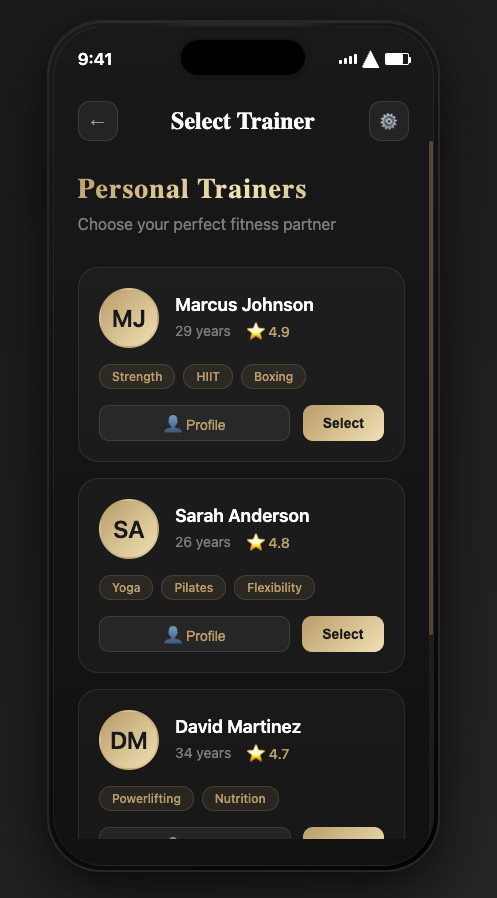 9:41
Select Trainer
Personal Trainers
Choose your perfect fitness partner
MJ
Marcus Johnson
29 years ⭐ 4.9
Strength HIIT Boxing
👤 Profile Select
SA
Sarah Anderson
26 years ⭐ 4.8
Yoga Pilates Flexibility
👤 Profile Select
DM
David Martinez
34 years ⭐ 4.7
Powerlifting Nutrition